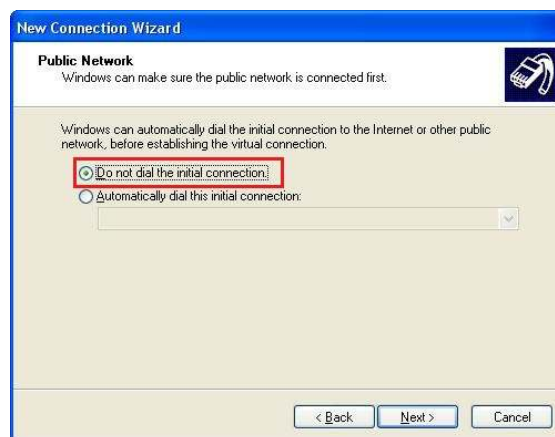 New Connection Wizard
Public Network
Windows can make sure the public network is connected first.
Windows can automatically dial the initial connection to the Internet or other public
network, before establishing the virtual connection.
Do not dial the initial connection.
Automatically dial this initial connection:
< Back Next > Cancel